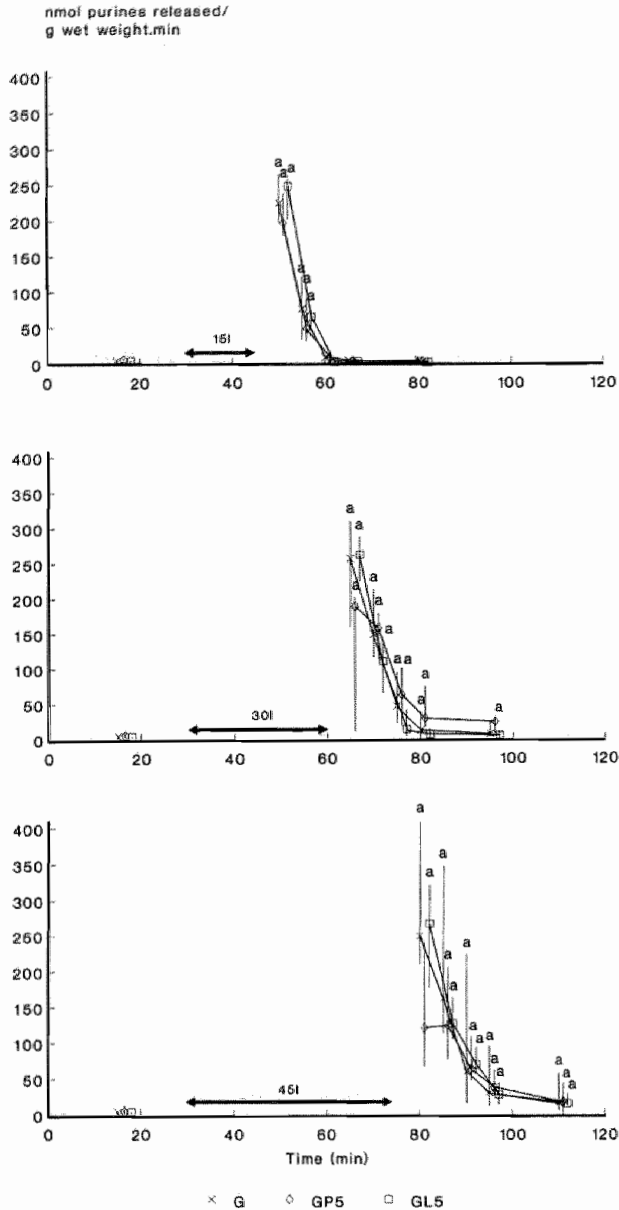 nmol purines released/
g wet weight.min
400
350
300
250
200
150
100
50
0
a a a
a a a
15I
0 20 40 60 80 100 120
400
350
300
250
200
150
100
50
0
a a
a
a a
a
a a a
a
30I
0 20 40 60 80 100 120
400
350
300
250
200
150
100
50
0
a
a
a
a a
a
a a
a
a a
a a a
45I
0 20 40 60 80 100 120
Time (min)
× G ◇ GP5 □ GL5